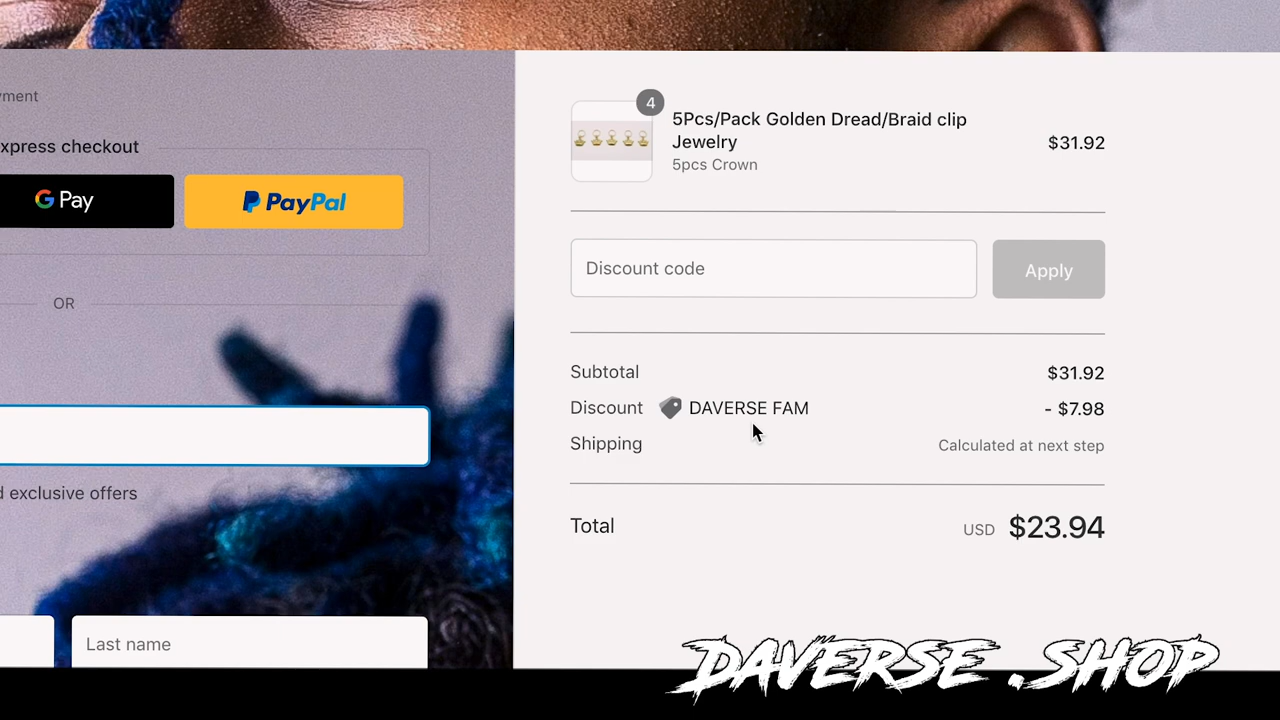 yment
xpress checkout
G Pay
PayPal
OR
d exclusive offers
Last name
4
5Pcs/Pack Golden Dread/Braid clip
Jewelry
$31.92
5pcs Crown
Discount code
Apply
Subtotal $31.92
Discount DAVERSE FAM - $7.98
Shipping Calculated at next step
Total USD $23.94
DAVERSE .SHOP